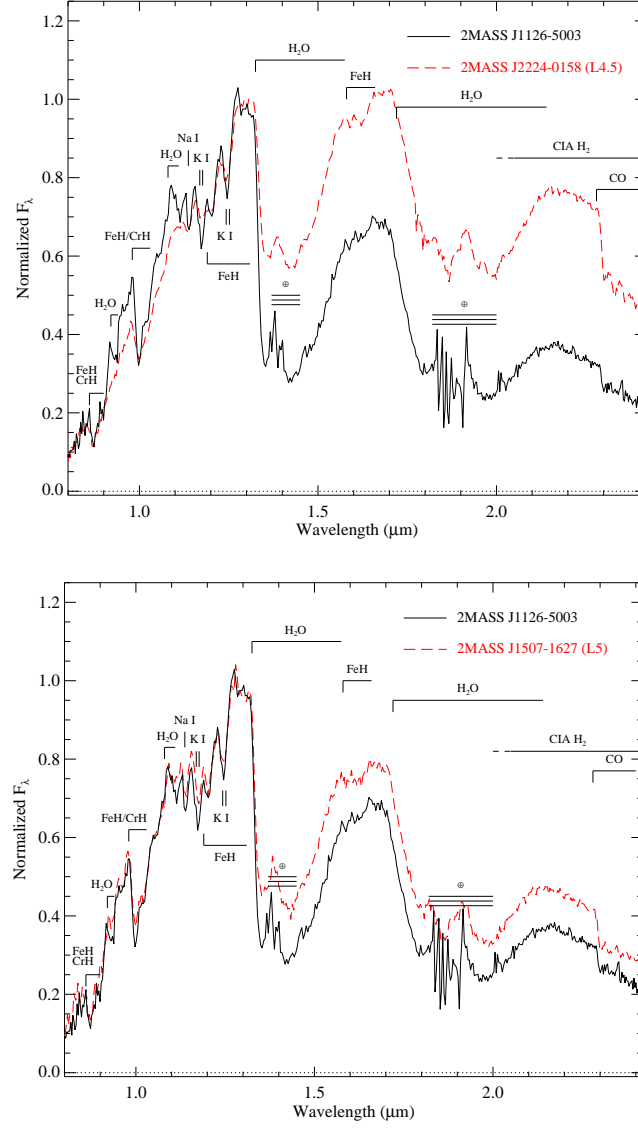 1.2
1.0
0.8
0.6
0.4
0.2
0.0
Normalized Fλ
2MASS J1126-5003
2MASS J2224-0158 (L4.5)
H₂O
FeH
H₂O
Na I
H₂O
K I
CIA H₂
CO
FeH/CrH
K I
FeH
⊕
⊕
H₂O
FeH
CrH
1.0 1.5 2.0
Wavelength (μm)
1.2
1.0
0.8
0.6
0.4
0.2
0.0
Normalized Fλ
2MASS J1126-5003
2MASS J1507-1627 (L5)
H₂O
FeH
H₂O
Na I
H₂O
K I
CIA H₂
CO
FeH/CrH
K I
FeH
⊕
⊕
H₂O
FeH
CrH
1.0 1.5 2.0
Wavelength (μm)